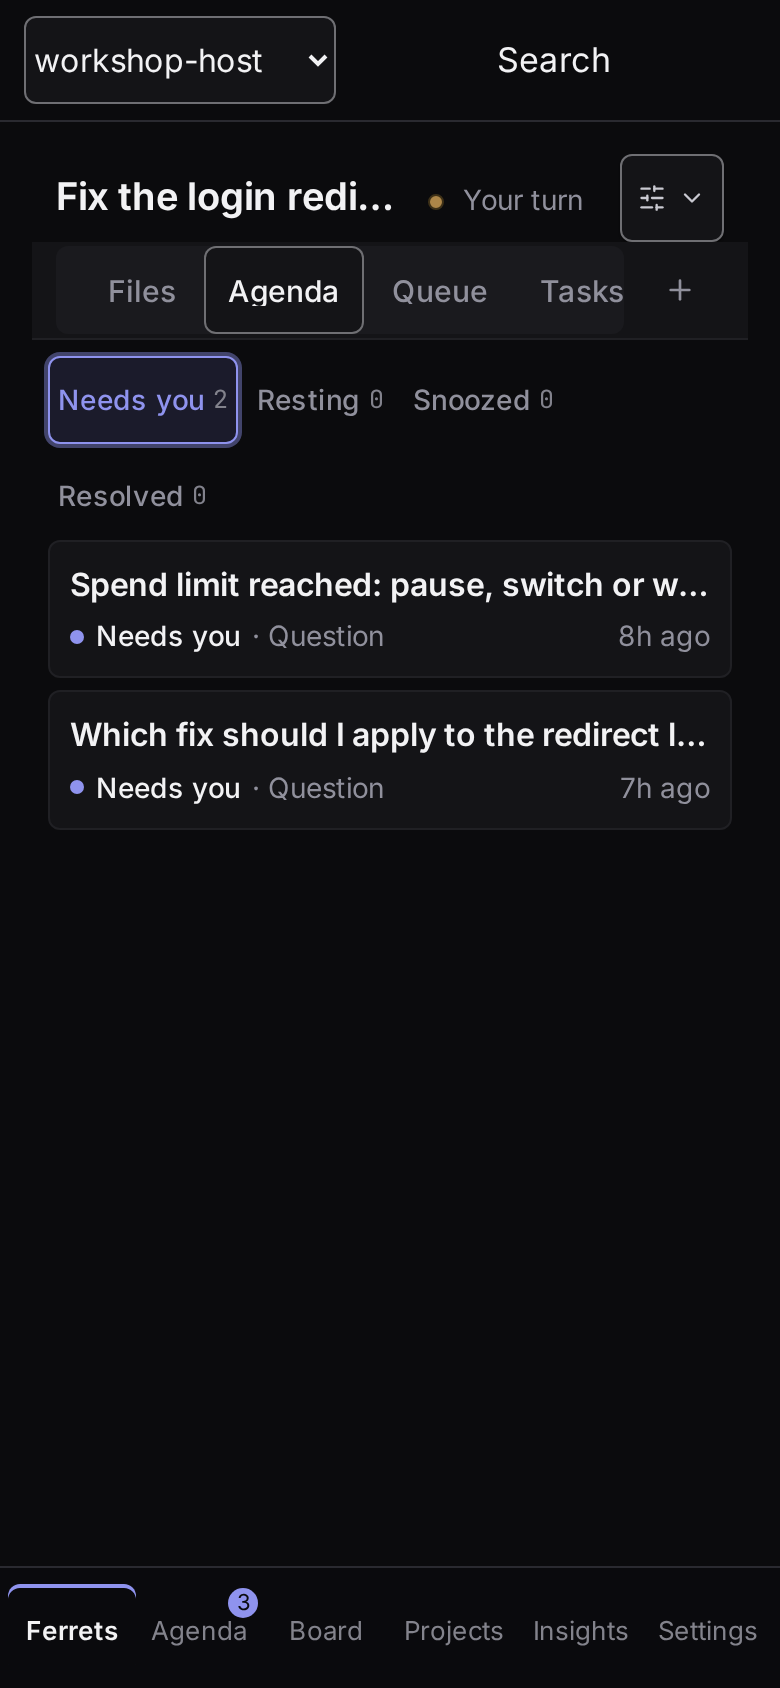 workshop-host
Search
Fix the login redi...
Your turn
Files Agenda Queue Tasks +
Needs you 2 Resting 0 Snoozed 0
Resolved 0
Spend limit reached: pause, switch or w...
Needs you · Question 8h ago
Which fix should I apply to the redirect l...
Needs you · Question 7h ago
3
Ferrets Agenda Board Projects Insights Settings